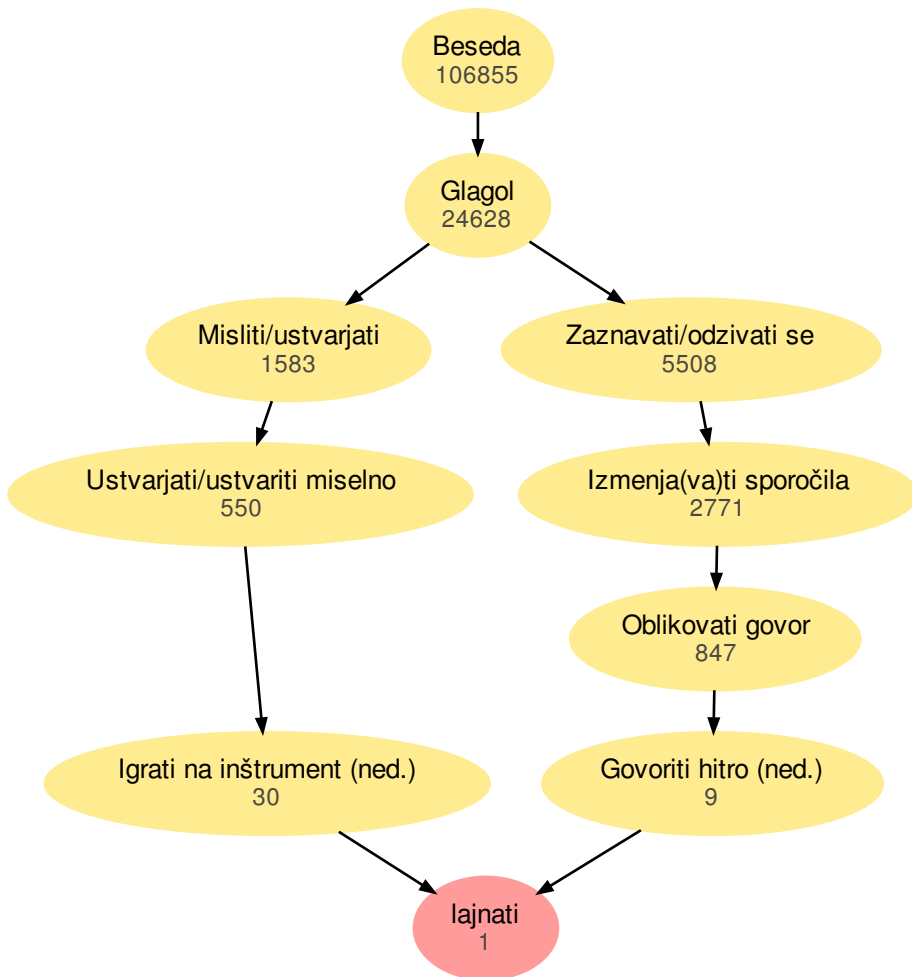 Beseda
106855
Glagol
24628
Misliti/ustvarjati
1583
Zaznavati/odzivati se
5508
Ustvarjati/ustvariti miselno
550
Izmenja(va)ti sporočila
2771
Oblikovati govor
847
Igrati na inštrument (ned.)
30
Govoriti hitro (ned.)
9
lajnati
1